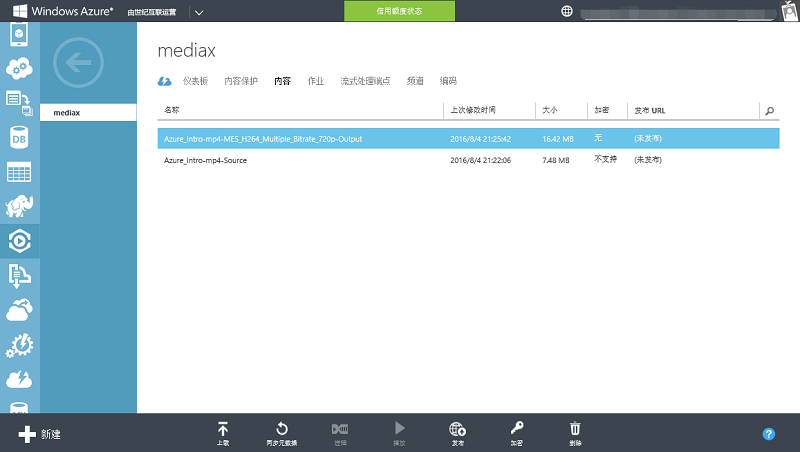 Windows Azure* 由世纪互联运营 信用额度状态
mediax
仪表板 内容保护 内容 作业 流式处理端点 频道 编码
mediax
名称 上次修改时间 大小 加密 发布 URL
Azure_Intro-mp4-MES_H264_Multiple_Bitrate_720p-Output 2016/8/4 21:25:42 16.42 MB 无 (未发布)
Azure_Intro-mp4-Source 2016/8/4 21:22:06 7.48 MB 不支持 (未发布)
DB
新建 上载 同步元数据 进程 播放 发布 加密 删除 ?